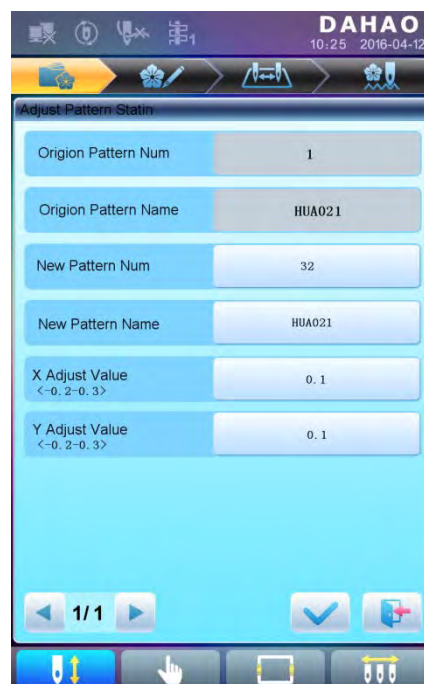 DAHAO
10:25 2016-04-12
1
Adjust Pattern Statin
Origion Pattern Num
1
Origion Pattern Name
HUA021
New Pattern Num
32
New Pattern Name
HUA021
X Adjust Value
<-0.2-0.3>
0.1
Y Adjust Value
<-0.2-0.3>
0.1
1/1